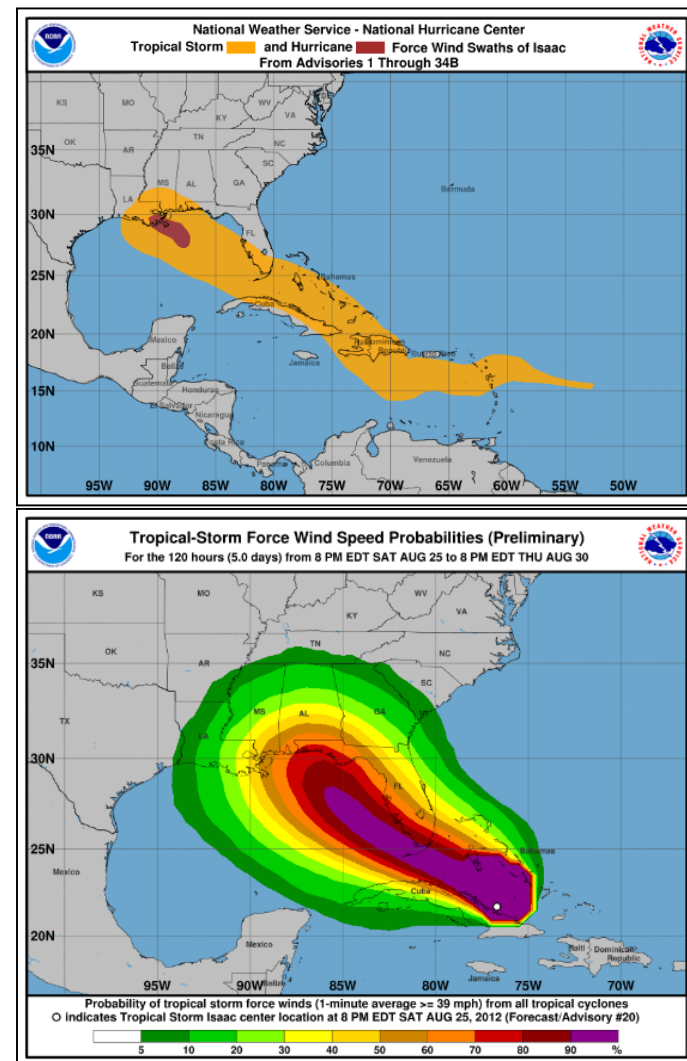 National Weather Service - National Hurricane Center
Tropical Storm and Hurricane Force Wind Swaths of Isaac
From Advisories 1 Through 34B
NOAA
KS MO WV
KY VA
OK TN NC
35N AR
SC
MS AL GA
LA Bermuda
30N
FL
25N Bahamas
Cuba
20N
Mexico Dominican
Jamaica
Belize
15N Guatemala Honduras
El Salvador
Nicaragua
10N Costa Rica
Panama Columbia Venezuela
95W 90W 85W 80W 75W 70W 65W 60W 55W 50W
Tropical-Storm Force Wind Speed Probabilities (Preliminary)
For the 120 hours (5.0 days) from 8 PM EDT SAT AUG 25 to 8 PM EDT THU AUG 30
NOAA
KS MO WV
KY VA
TN
OK NC
35N AR
SC
MS AL GA
TX
LA
30N
FL
25N Bahamas
Mexico
Cuba
20N
Mexico Haiti Dominican
Republic
Jamaica
Belize
95W 90W 85W 80W 75W 70W
Probability of tropical storm force winds (1-minute average >= 39 mph) from all tropical cyclones
indicates Tropical Storm Isaac center location at 8 PM EDT SAT AUG 25, 2012 (Forecast/Advisory #20)
5 10 20 30 40 50 60 70 80 90 %